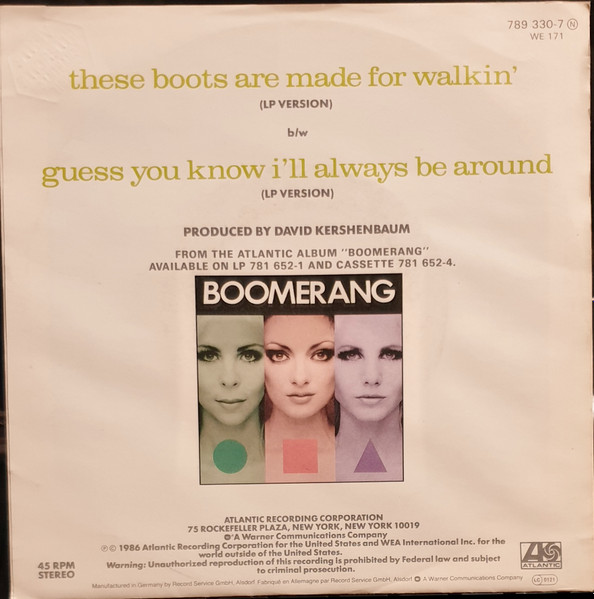 789 330-7 Ⓝ
WE 171
these boots are made for walkin'
(LP VERSION)
b/w
guess you know i'll always be around
(LP VERSION)
PRODUCED BY DAVID KERSHENBAUM
FROM THE ATLANTIC ALBUM "BOOMERANG"
AVAILABLE ON LP 781 652-1 AND CASSETTE 781 652-4.
BOOMERANG
ATLANTIC RECORDING CORPORATION
75 ROCKEFELLER PLAZA, NEW YORK, NEW YORK 10019
A Warner Communications Company
℗ © 1986 Atlantic Recording Corporation for the United States and WEA International Inc. for the
world outside of the United States.
Warning: Unauthorized reproduction of this recording is prohibited by Federal law and subject
to criminal prosecution.
45 RPM
STEREO
ATLANTIC
Manufactured in Germany by Record Service GmbH, Alsdorf. Fabriqué en Allemagne par Record Service GmbH, Alsdorf. A Warner Communications Company